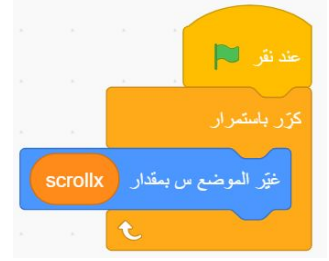 عند نقر
كرّر باستمرار
غيّر الموضع س بمقدار scrollx